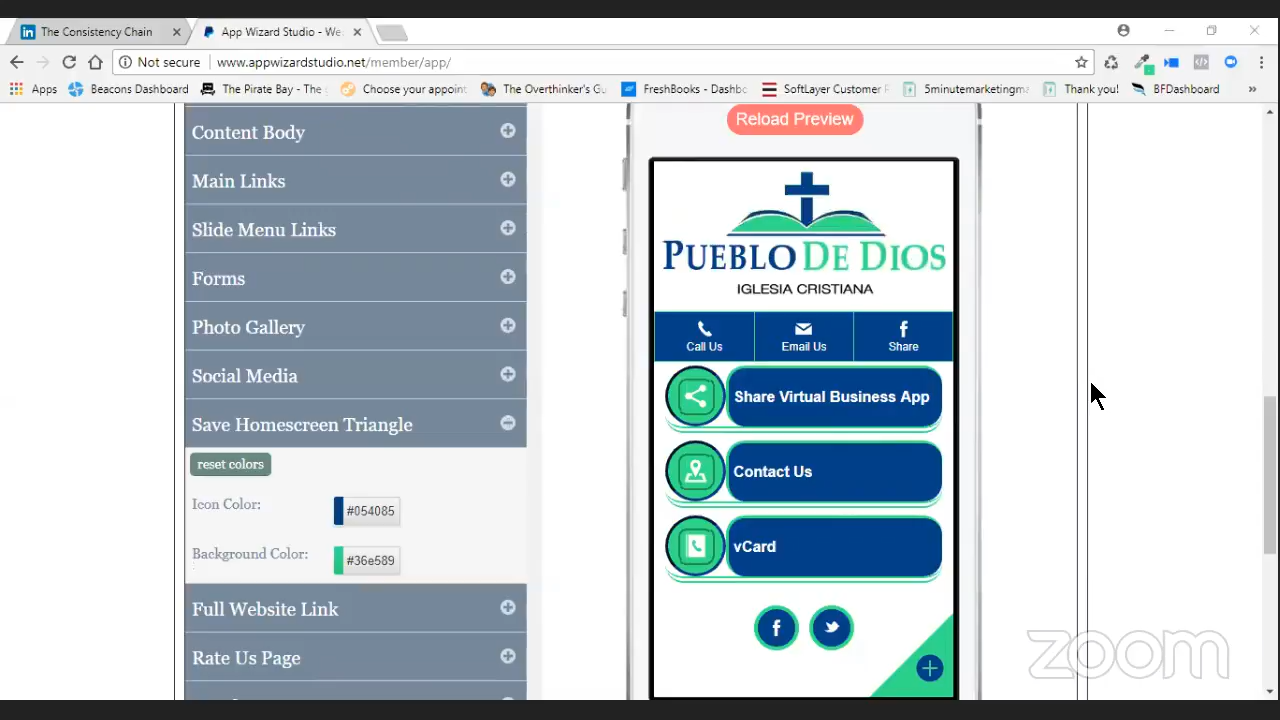 The Consistency Chain
App Wizard Studio - We
Not secure
www.appwizardstudio.net/member/app/
Apps
Beacons Dashboard
The Pirate Bay - The
Choose your appoint
The Overthinker's Gu
FreshBooks - Dashbo
SoftLayer Customer
5minutemarketingma
Thank you!
BFDashboard
Content Body
Main Links
Slide Menu Links
Forms
Photo Gallery
Social Media
Save Homescreen Triangle
reset colors
Icon Color:
#054085
Background Color:
#36e589
Full Website Link
Rate Us Page
Reload Preview
PUEBLO DE DIOS
IGLESIA CRISTIANA
Call Us
Email Us
Share
Share Virtual Business App
Contact Us
vCard
zoom